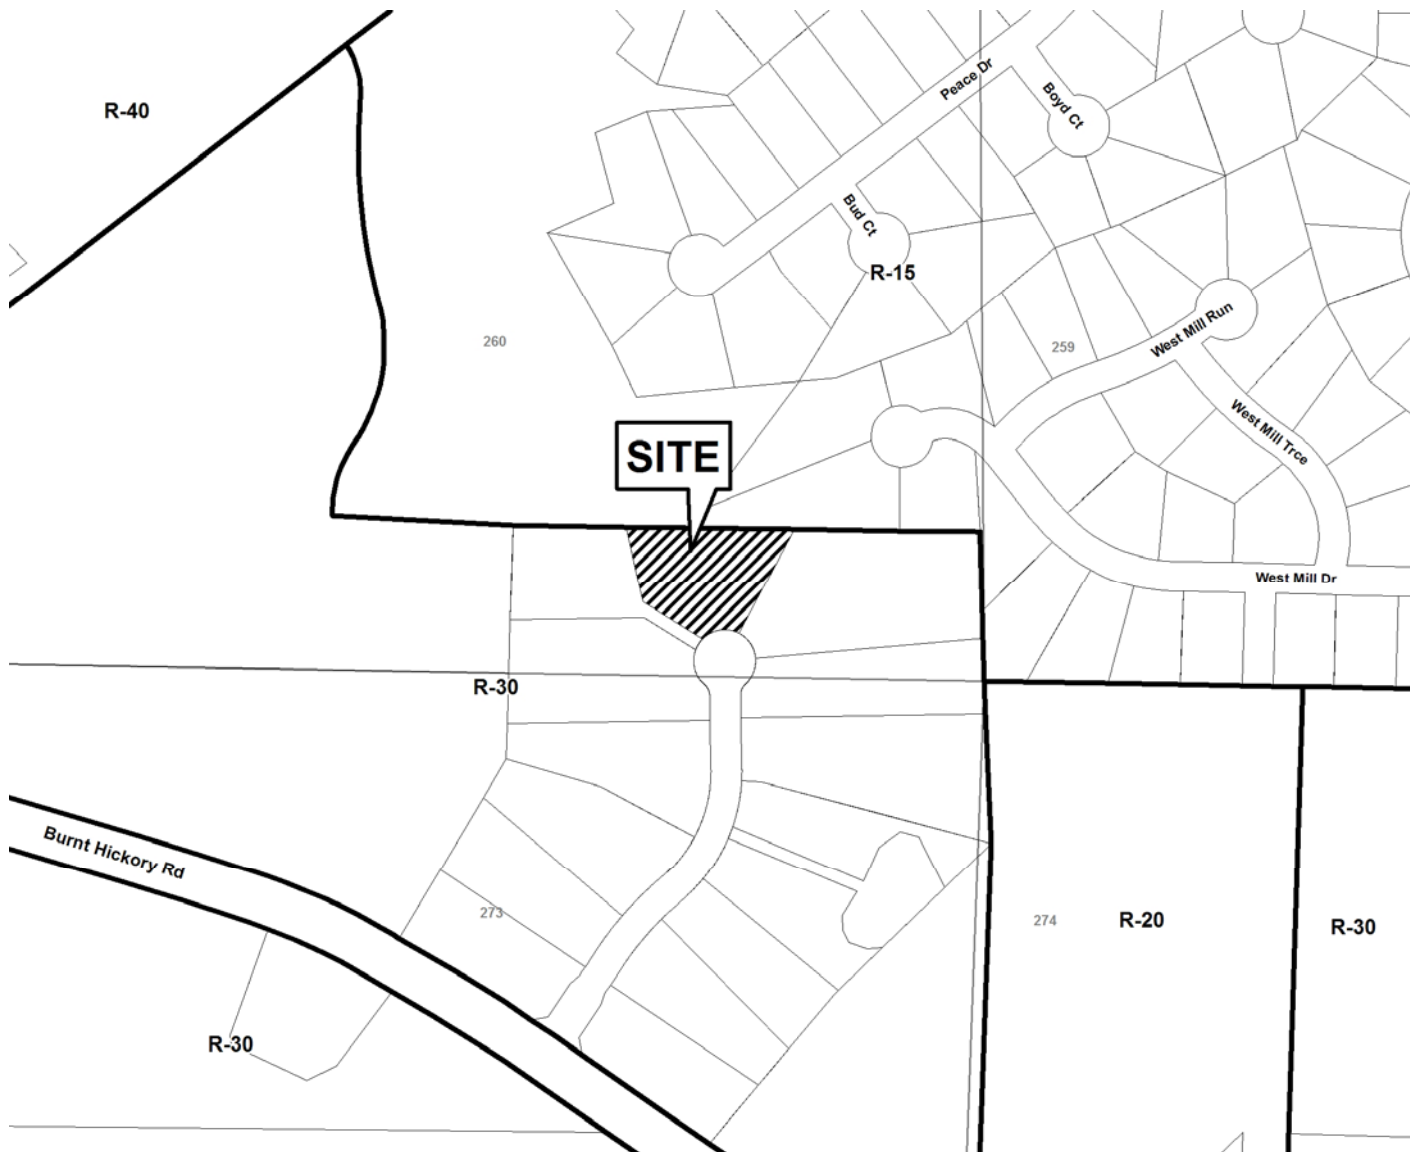 Peace Dr
Boyd Ct
R-40
Bud Ct
R-15
West Mill Run
260
259
West Mill Trce
SITE
West Mill Dr
R-30
Burnt Hickory Rd
273
274
R-20
R-30
R-30